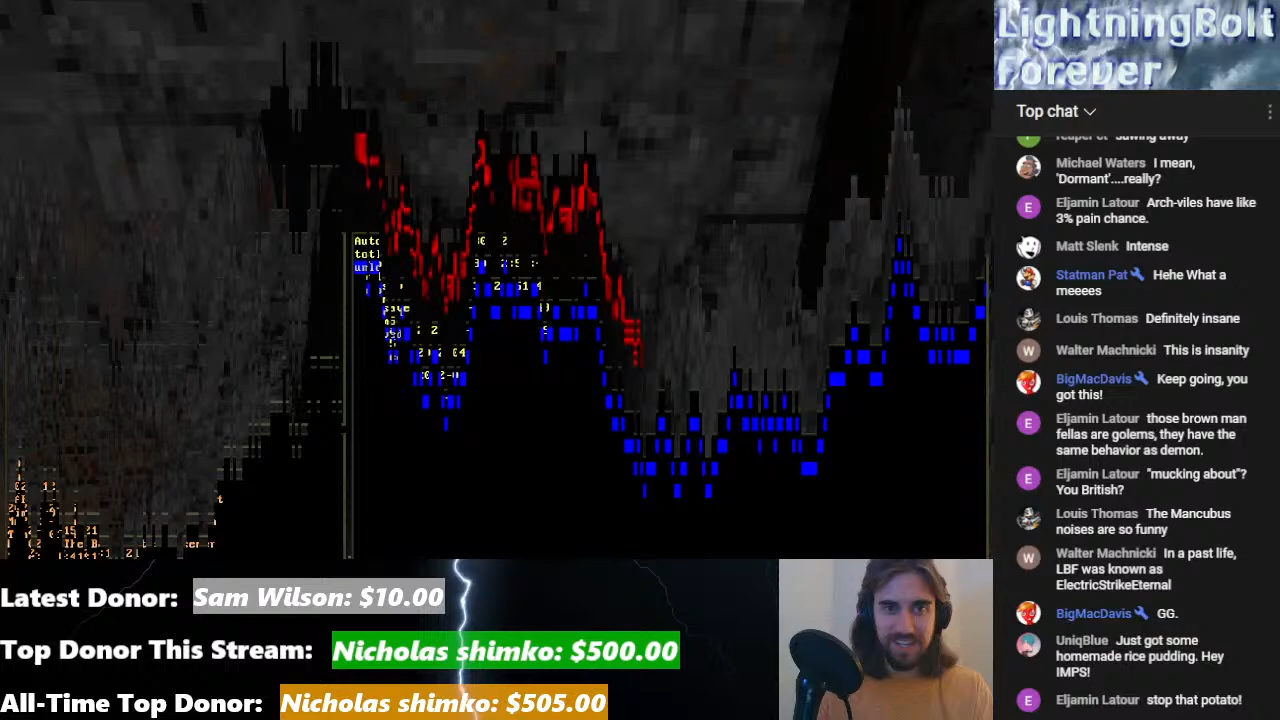 LightningBolt
Forever
Top chat
sawing away
Michael Waters I mean,
'Dormant'....really?
Eljamin Latour Arch-viles have like
3% pain chance.
Matt Slenk Intense
Statman Pat Hehe What a
meeees
Louis Thomas Definitely insane
W Walter Machnicki This is insanity
BigMacDavis Keep going, you
got this!
E Eljamin Latour those brown man
fellas are golems, they have the
same behavior as demon.
E Eljamin Latour "mucking about"?
You British?
Louis Thomas The Mancubus
noises are so funny
W Walter Machnicki In a past life,
LBF was known as
ElectricStrikeEternal
BigMacDavis GG.
UniqBlue Just got some
homemade rice pudding. Hey
IMPS!
E Eljamin Latour stop that potato!
Latest Donor: Sam Wilson: $10.00
Top Donor This Stream: Nicholas shimko: $500.00
All-Time Top Donor: Nicholas shimko: $505.00